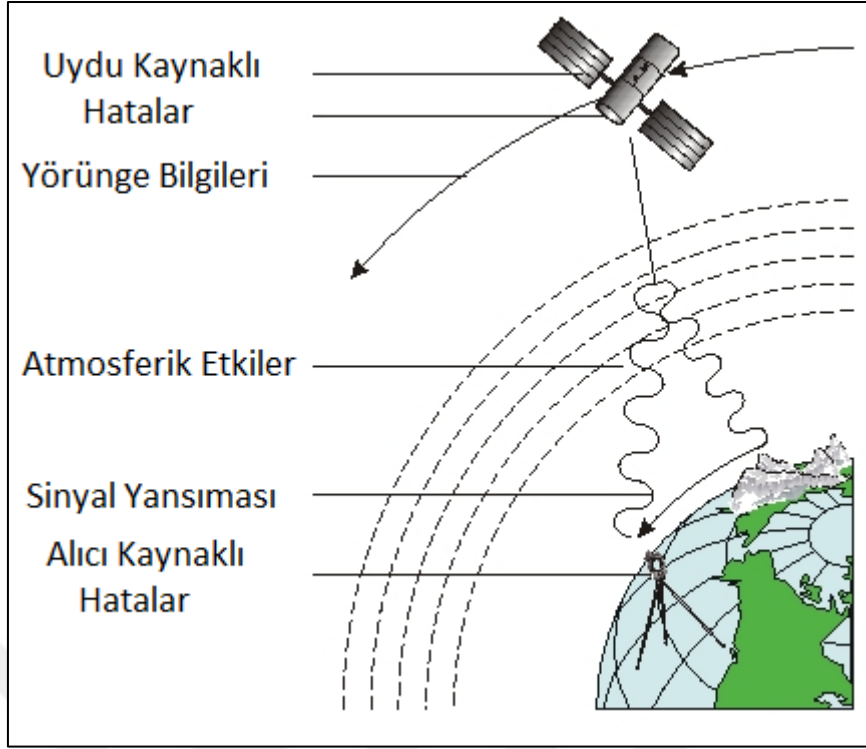 Uydu Kaynaklı
Hatalar
Yörünge Bilgileri
Atmosferik Etkiler
Sinyal Yansıması
Alıcı Kaynaklı
Hatalar